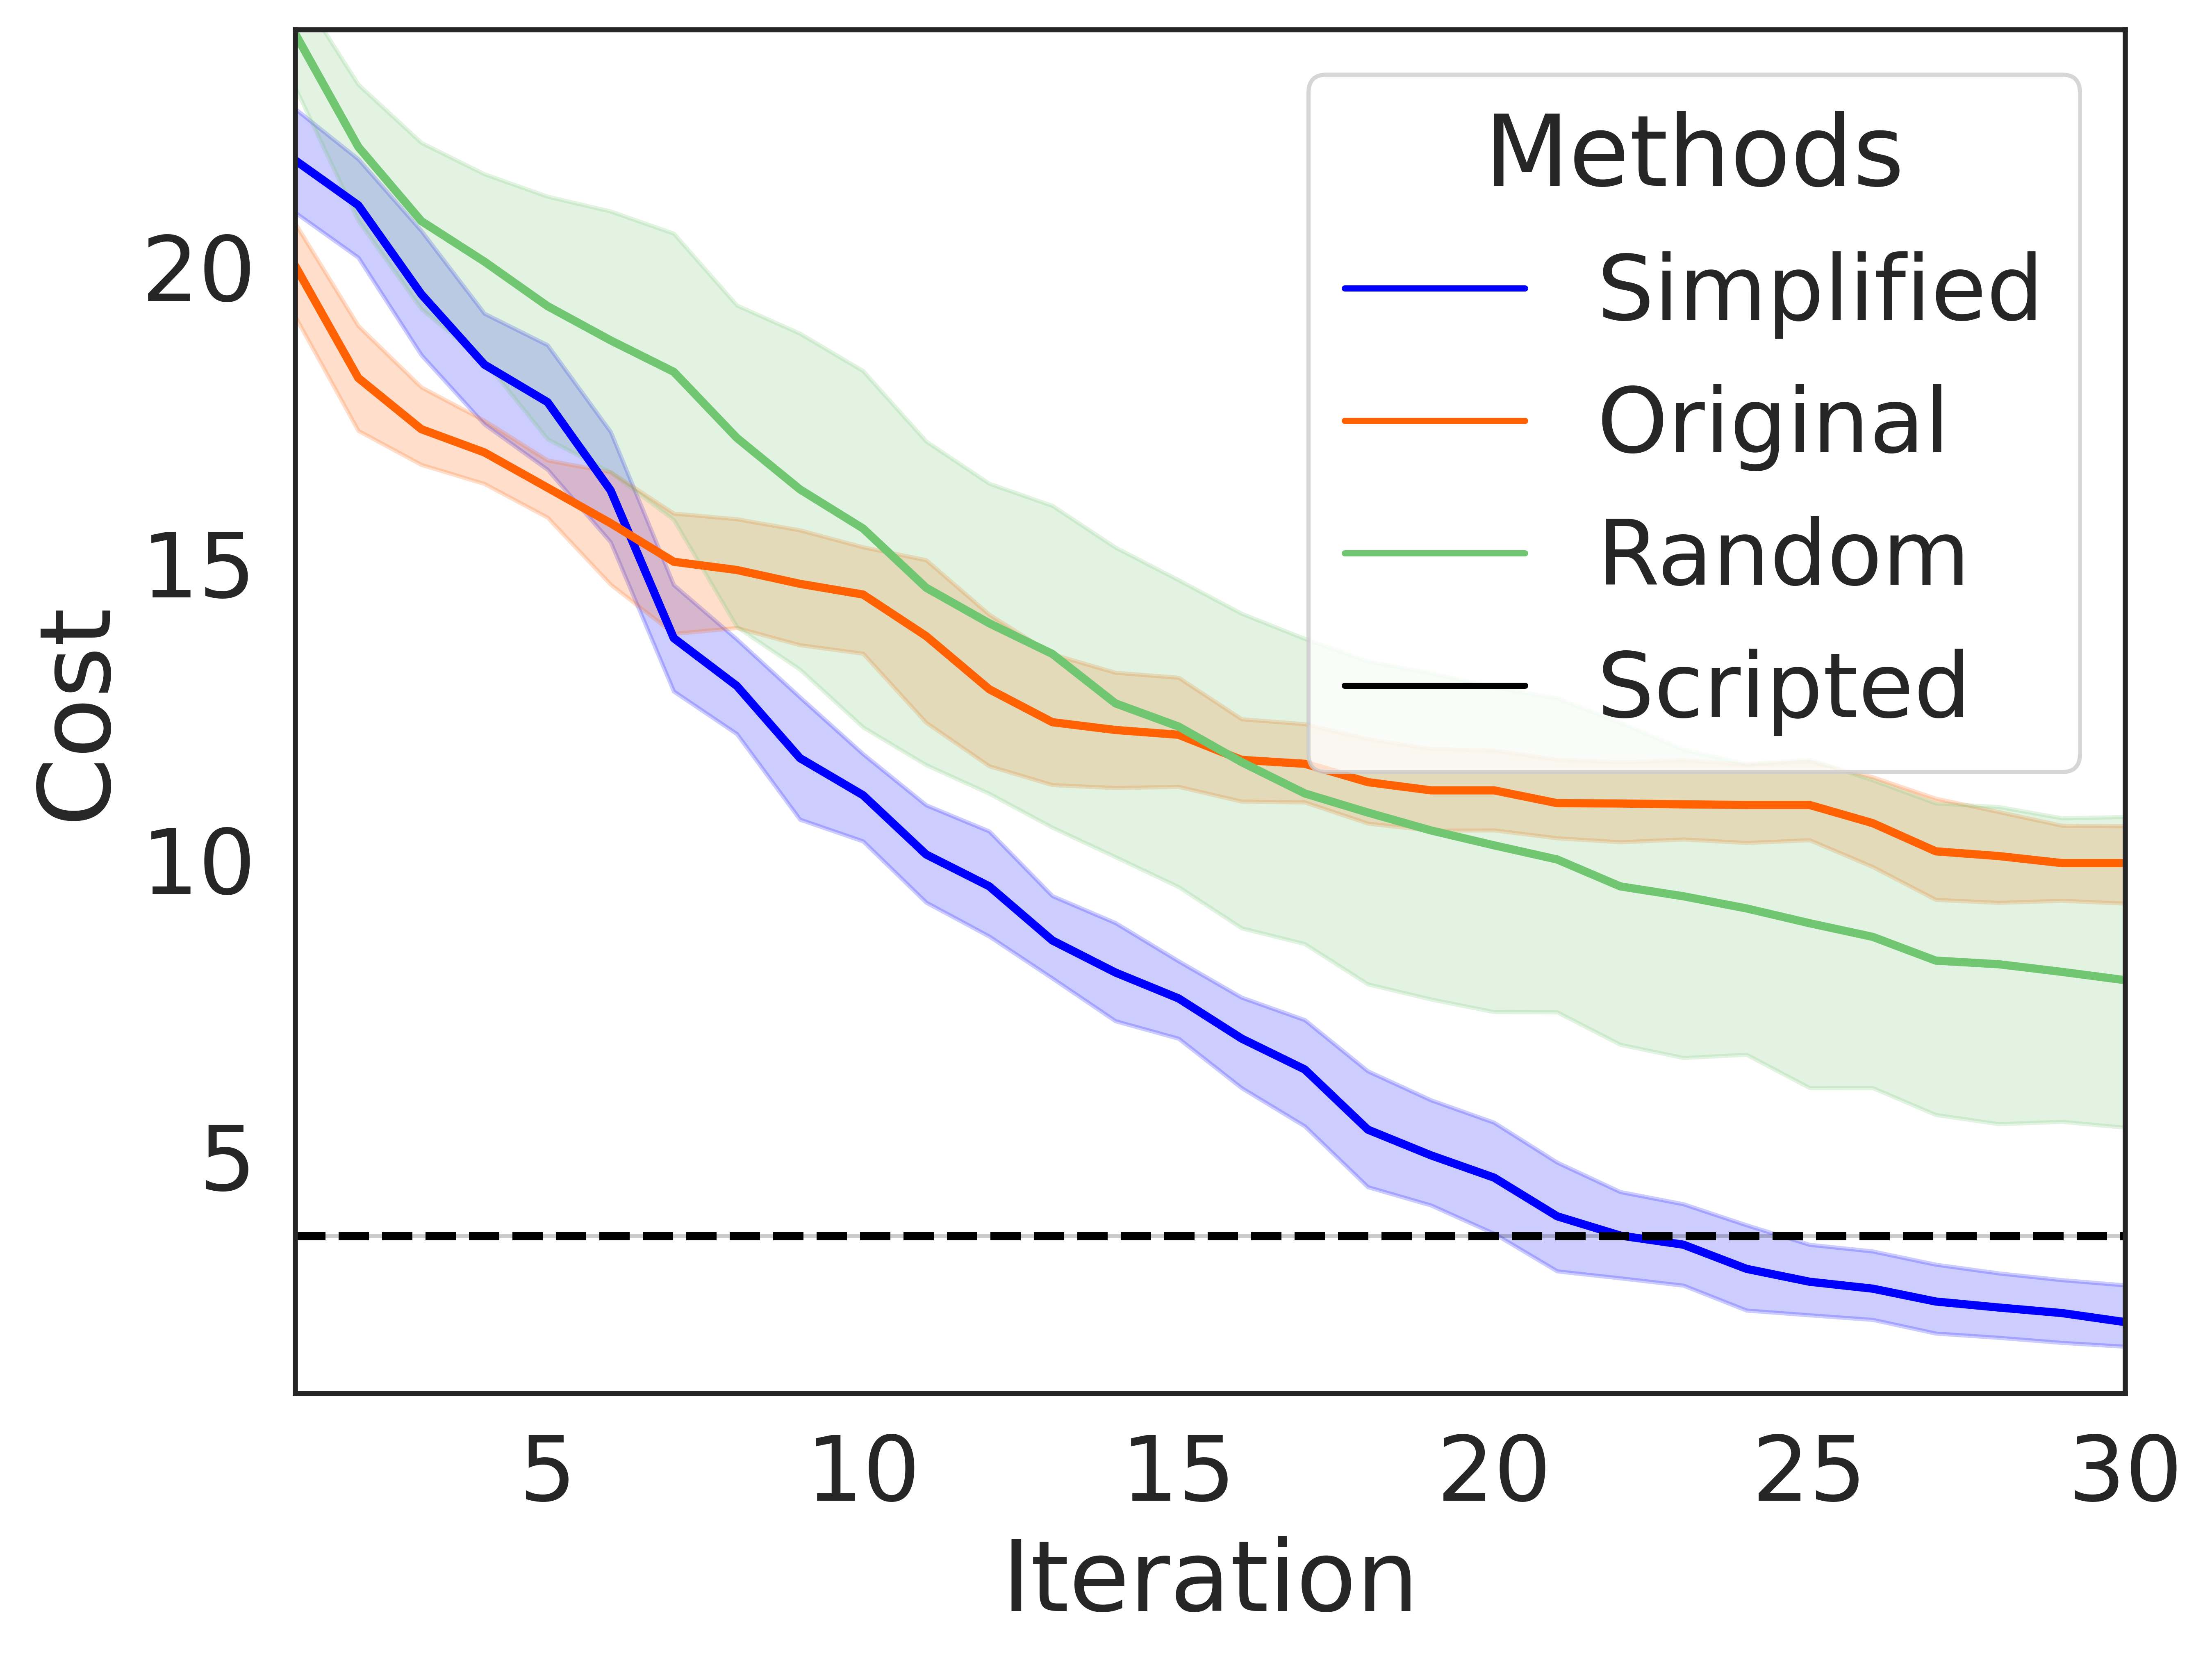 Methods
Simplified
Original
Random
Scripted
20
15
10
5
Cost
5 10 15 20 25 30
Iteration